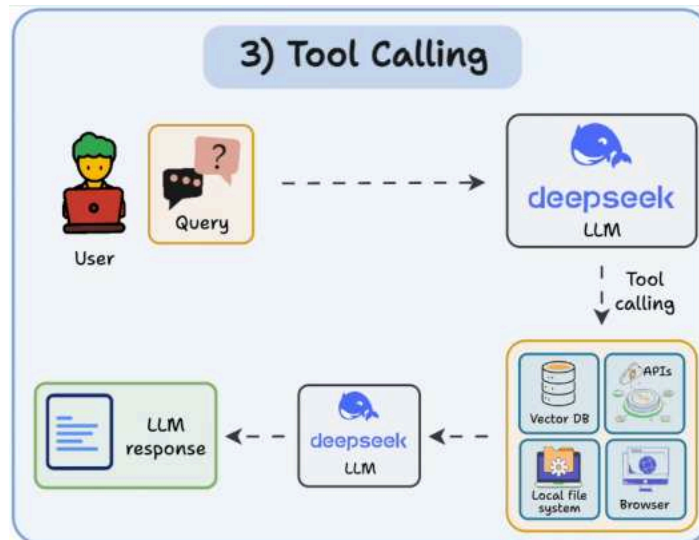 3) Tool Calling
?
Query
User
deepseek
LLM
Tool
calling
Vector DB
APIs
Local file
system
Browser
deepseek
LLM
LLM
response